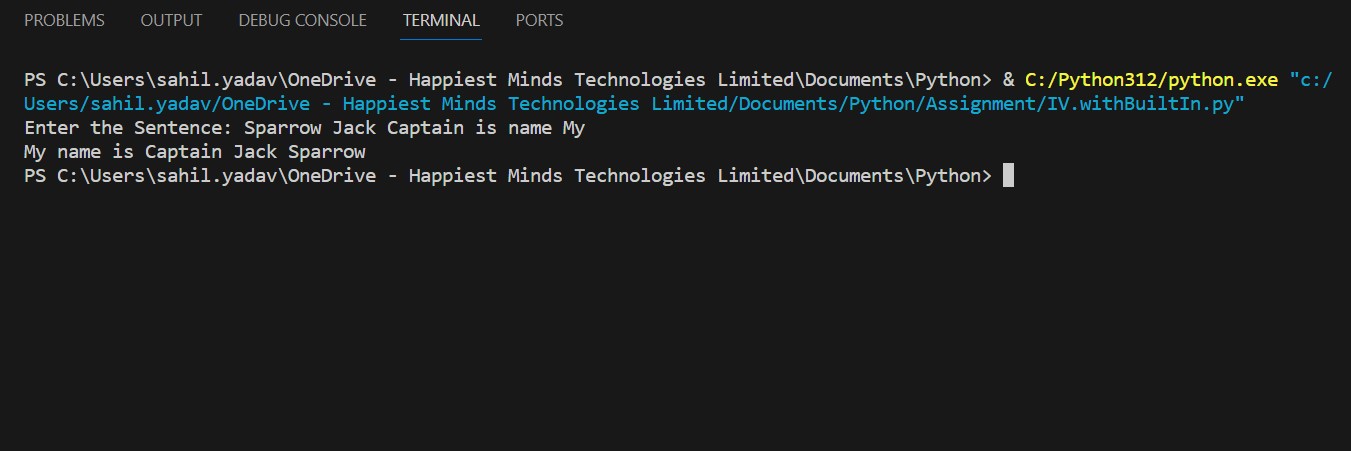 PROBLEMS OUTPUT DEBUG CONSOLE TERMINAL PORTS
PS C:\Users\sahil.yadav\OneDrive - Happiest Minds Technologies Limited\Documents\Python> & C:/Python312/python.exe "c:/
Users/sahil.yadav/OneDrive - Happiest Minds Technologies Limited/Documents/Python/Assignment/IV.withBuiltIn.py"
Enter the Sentence: Sparrow Jack Captain is name My
My name is Captain Jack Sparrow
PS C:\Users\sahil.yadav\OneDrive - Happiest Minds Technologies Limited\Documents\Python>